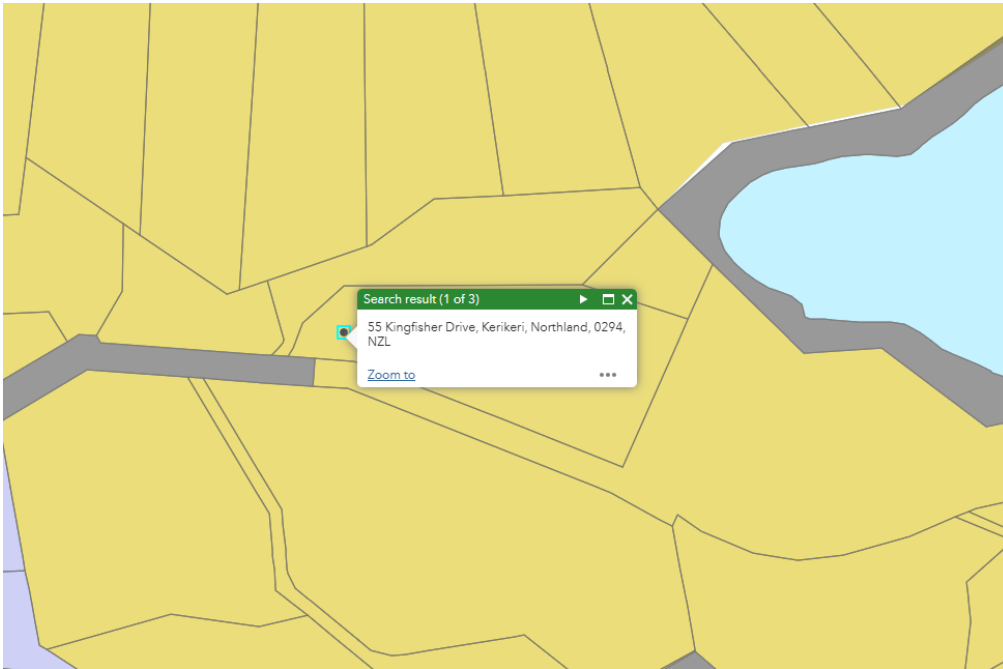 Search result (1 of 3)
55 Kingfisher Drive, Kerikeri, Northland, 0294,
NZL
Zoom to